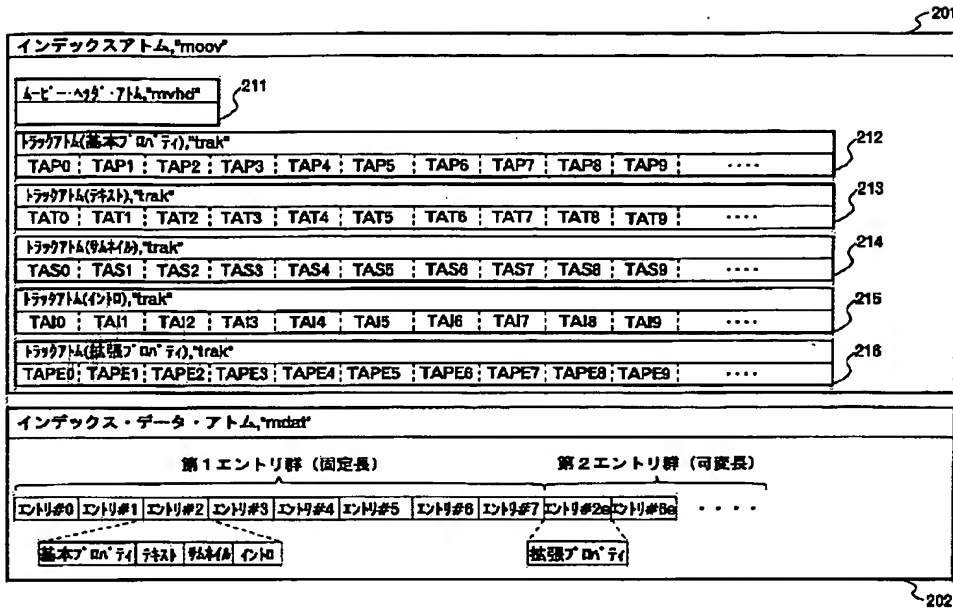 201
インデックスアトム,"moov"
ムービー・ヘッダ・アトム,"mvhd"
211
トラックアトム(基本プロパティ),"trak"
212
TAP0 TAP1 TAP2 TAP3 TAP4 TAP5 TAP6 TAP7 TAP8 TAP9 ····
トラックアトム(テキスト),"trak"
213
TAT0 TAT1 TAT2 TAT3 TAT4 TAT5 TAT6 TAT7 TAT8 TAT9 ····
トラックアトム(サムネイル),"trak"
214
TAS0 TAS1 TAS2 TAS3 TAS4 TAS5 TAS6 TAS7 TAS8 TAS9 ····
トラックアトム(イントロ),"trak"
215
TAI0 TAI1 TAI2 TAI3 TAI4 TAI5 TAI6 TAI7 TAI8 TAI9 ····
トラックアトム(拡張プロパティ),"trak"
216
TAPE0 TAPE1 TAPE2 TAPE3 TAPE4 TAPE5 TAPE6 TAPE7 TAPE8 TAPE9 ····
インデックス・データ・アトム,"mdat"
第1エントリ群（固定長） 第2エントリ群（可変長）
エントリ#0 エントリ#1 エントリ#2 エントリ#3 エントリ#4 エントリ#5 エントリ#6 エントリ#7 エントリ#2e エントリ#6e ····
基本プロパティ テキスト サムネイル イントロ 拡張プロパティ
202